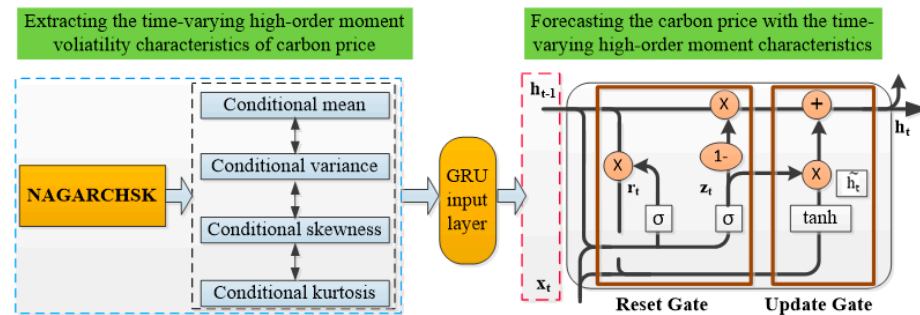 Extracting the time-varying high-order moment
voliatility characteristics of carbon price
Forecasting the carbon price with the time-
varying high-order moment characteristics
NAGARCHSK
Conditional mean
Conditional variance
Conditional skewness
Conditional kurtosis
GRU
input
layer
h_{t-1}
x_t
X
r_t
σ
X
1-
z_t
σ
+
X
h̃_t
tanh
h_t
Reset Gate
Update Gate